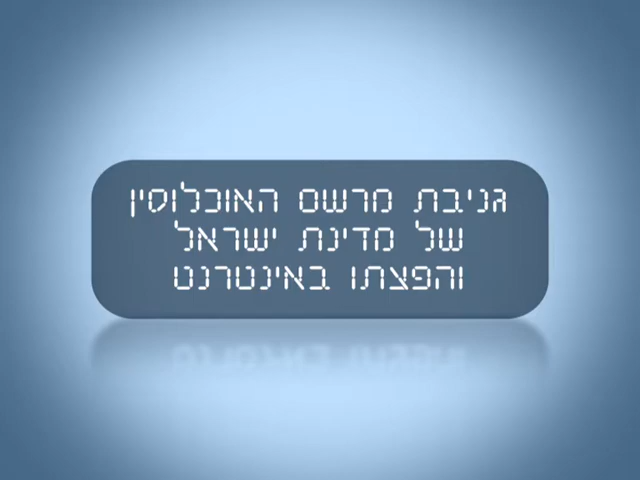 גניבת מרשם האוכלוסין
של מדינת ישראל
והפצתו באינטרנט